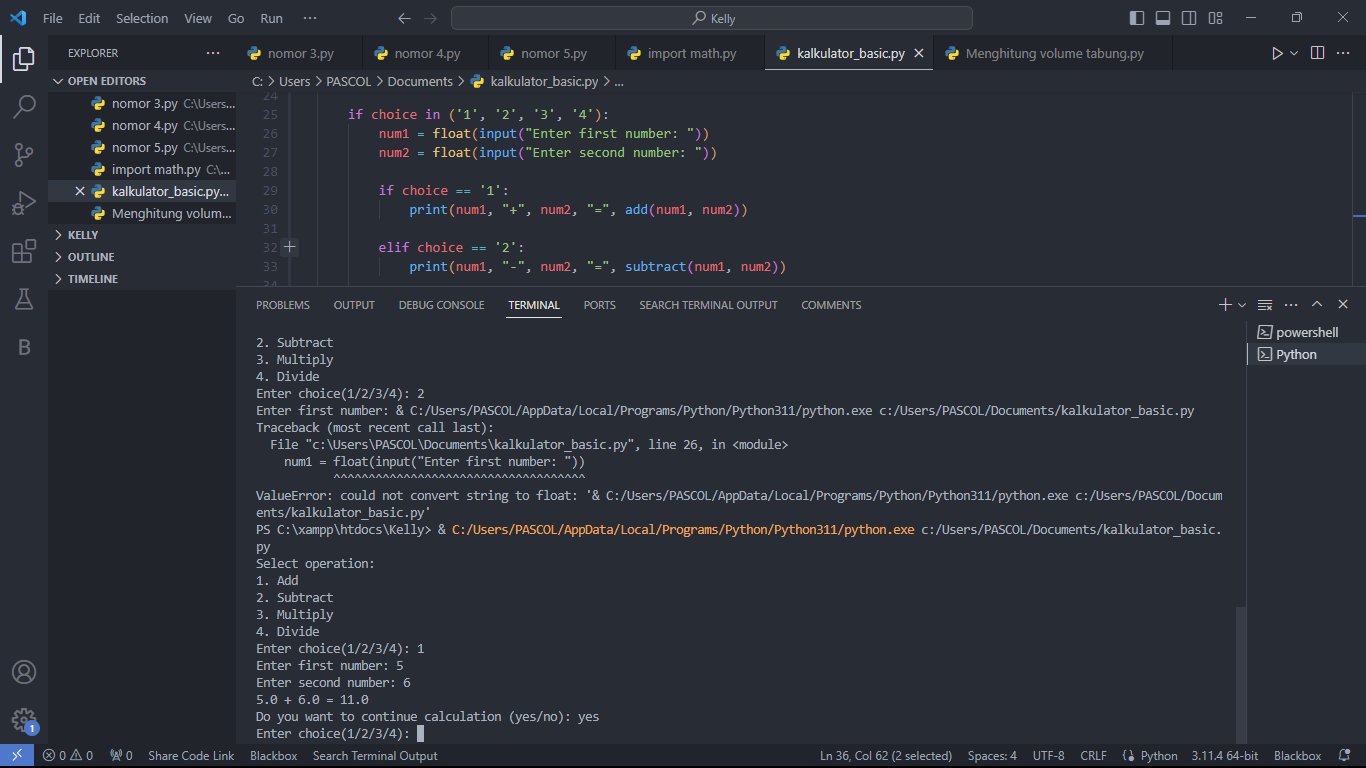 File Edit Selection View Go Run ··· Kelly
EXPLORER ···
OPEN EDITORS
nomor 3.py C:\Users...
nomor 4.py C:\Users...
nomor 5.py C:\Users...
import math.py C:\...
kalkulator_basic.py...
Menghitung volum...
KELLY
OUTLINE
TIMELINE
B
1
nomor 3.py nomor 4.py nomor 5.py import math.py kalkulator_basic.py Menghitung volume tabung.py ···
C: > Users > PASCOL > Documents > kalkulator_basic.py > ...
24
25 if choice in ('1', '2', '3', '4'):
26 num1 = float(input("Enter first number: "))
27 num2 = float(input("Enter second number: "))
28
29 if choice == '1':
30 print(num1, "+", num2, "=", add(num1, num2))
31
32 elif choice == '2':
33 print(num1, "-", num2, "=", subtract(num1, num2))
PROBLEMS OUTPUT DEBUG CONSOLE TERMINAL PORTS SEARCH TERMINAL OUTPUT COMMENTS
2. Subtract
3. Multiply
4. Divide
Enter choice(1/2/3/4): 2
Enter first number: & C:/Users/PASCOL/AppData/Local/Programs/Python/Python311/python.exe c:/Users/PASCOL/Documents/kalkulator_basic.py
Traceback (most recent call last):
File "c:\Users\PASCOL\Documents\kalkulator_basic.py", line 26, in <module>
num1 = float(input("Enter first number: "))
^^^^^^^^^^^^^^^^^^^^^^^^^^^^^^^^^^^^
ValueError: could not convert string to float: '& C:/Users/PASCOL/AppData/Local/Programs/Python/Python311/python.exe c:/Users/PASCOL/Docum
ents/kalkulator_basic.py'
PS C:\xampp\htdocs\Kelly> & C:/Users/PASCOL/AppData/Local/Programs/Python/Python311/python.exe c:/Users/PASCOL/Documents/kalkulator_basic.
py
Select operation:
1. Add
2. Subtract
3. Multiply
4. Divide
Enter choice(1/2/3/4): 1
Enter first number: 5
Enter second number: 6
5.0 + 6.0 = 11.0
Do you want to continue calculation (yes/no): yes
Enter choice(1/2/3/4):
powershell
Python
0 0 0 Share Code Link Blackbox Search Terminal Output Ln 36, Col 62 (2 selected) Spaces: 4 UTF-8 CRLF Python 3.11.4 64-bit Blackbox